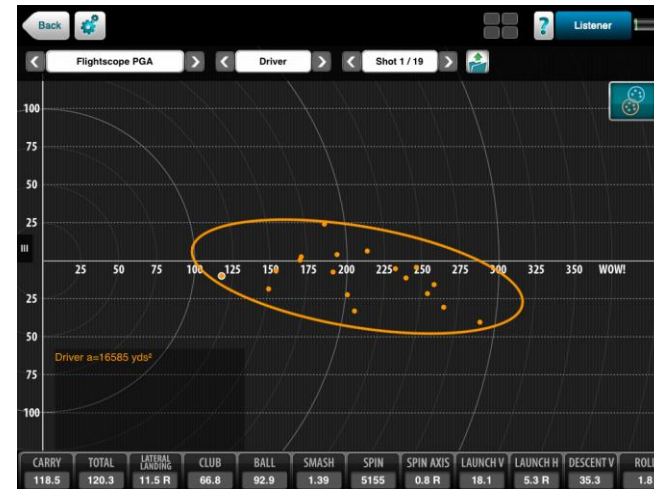 Back ? Listener
Flightscope PGA Driver Shot 1 / 19
100
75
50
25
25 50 75 100 125 150 175 200 225 250 275 300 325 350 WOW!
25
50
Driver a=16585 yds²
75
100
CARRY TOTAL LATERAL LANDING CLUB BALL SMASH SPIN SPIN AXIS LAUNCH V LAUNCH H DESCENT V ROLL
118.5 120.3 11.5 R 66.8 92.9 1.39 5155 0.8 R 18.1 5.3 R 35.3 1.8